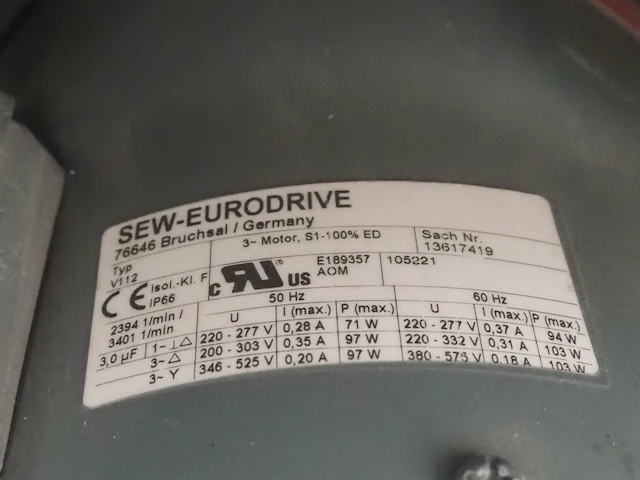 SEW-EURODRIVE
76646 Bruchsal / Germany
3~ Motor, S1-100% ED
Sach Nr.
13617419
Typ
V112
Isol.-Kl. F
IP66
CE
c RU US
E189357
AOM
105221
50 Hz 60 Hz
2394 1/min /
3401 1/min
U I (max.) P (max.) U I (max.) P (max.)
3,0 µF 1~ ⊥△ 220 - 277 V 0,28 A 71 W 220 - 277 V 0,37 A 94 W
3~ △ 200 - 303 V 0,35 A 97 W 220 - 332 V 0,31 A 103 W
3~ Y 346 - 525 V 0,20 A 97 W 380 - 575 V 0,18 A 103 W